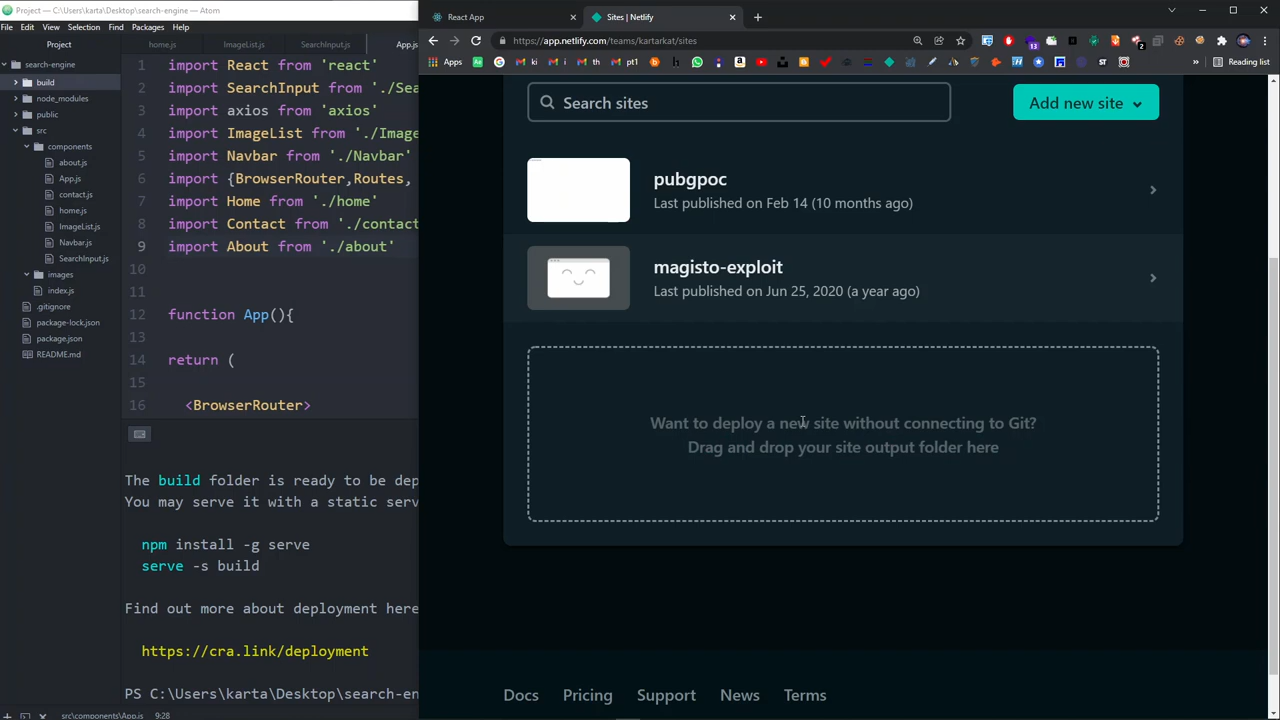 Project — C:\Users\karta\Desktop\search-engine — Atom
File Edit View Selection Find Packages Help
Project
home.js ImageList.js SearchInput.js App.js
search-engine
build
node_modules
public
src
components
about.js
App.js
contact.js
home.js
ImageList.js
Navbar.js
SearchInput.js
images
index.js
.gitignore
package-lock.json
package.json
README.md
1 import React from 'react'
2 import SearchInput from './Sea
3 import axios from 'axios'
4 import ImageList from './Image
5 import Navbar from './Navbar'
6 import {BrowserRouter,Routes,
7 import Home from './home'
8 import Contact from './contact
9 import About from './about'
10
11
12 function App(){
13
14 return (
15
16 <BrowserRouter>
The build folder is ready to be dep
You may serve it with a static serv
npm install -g serve
serve -s build
Find out more about deployment here
https://cra.link/deployment
PS C:\Users\karta\Desktop\search-en
src\components\App.js 9:28
React App
Sites | Netlify
https://app.netlify.com/teams/kartarkat/sites
Apps ki i th pt1 Reading list
Search sites
Add new site
pubgpoc
Last published on Feb 14 (10 months ago)
magisto-exploit
Last published on Jun 25, 2020 (a year ago)
Want to deploy a new site without connecting to Git?
Drag and drop your site output folder here
Docs Pricing Support News Terms